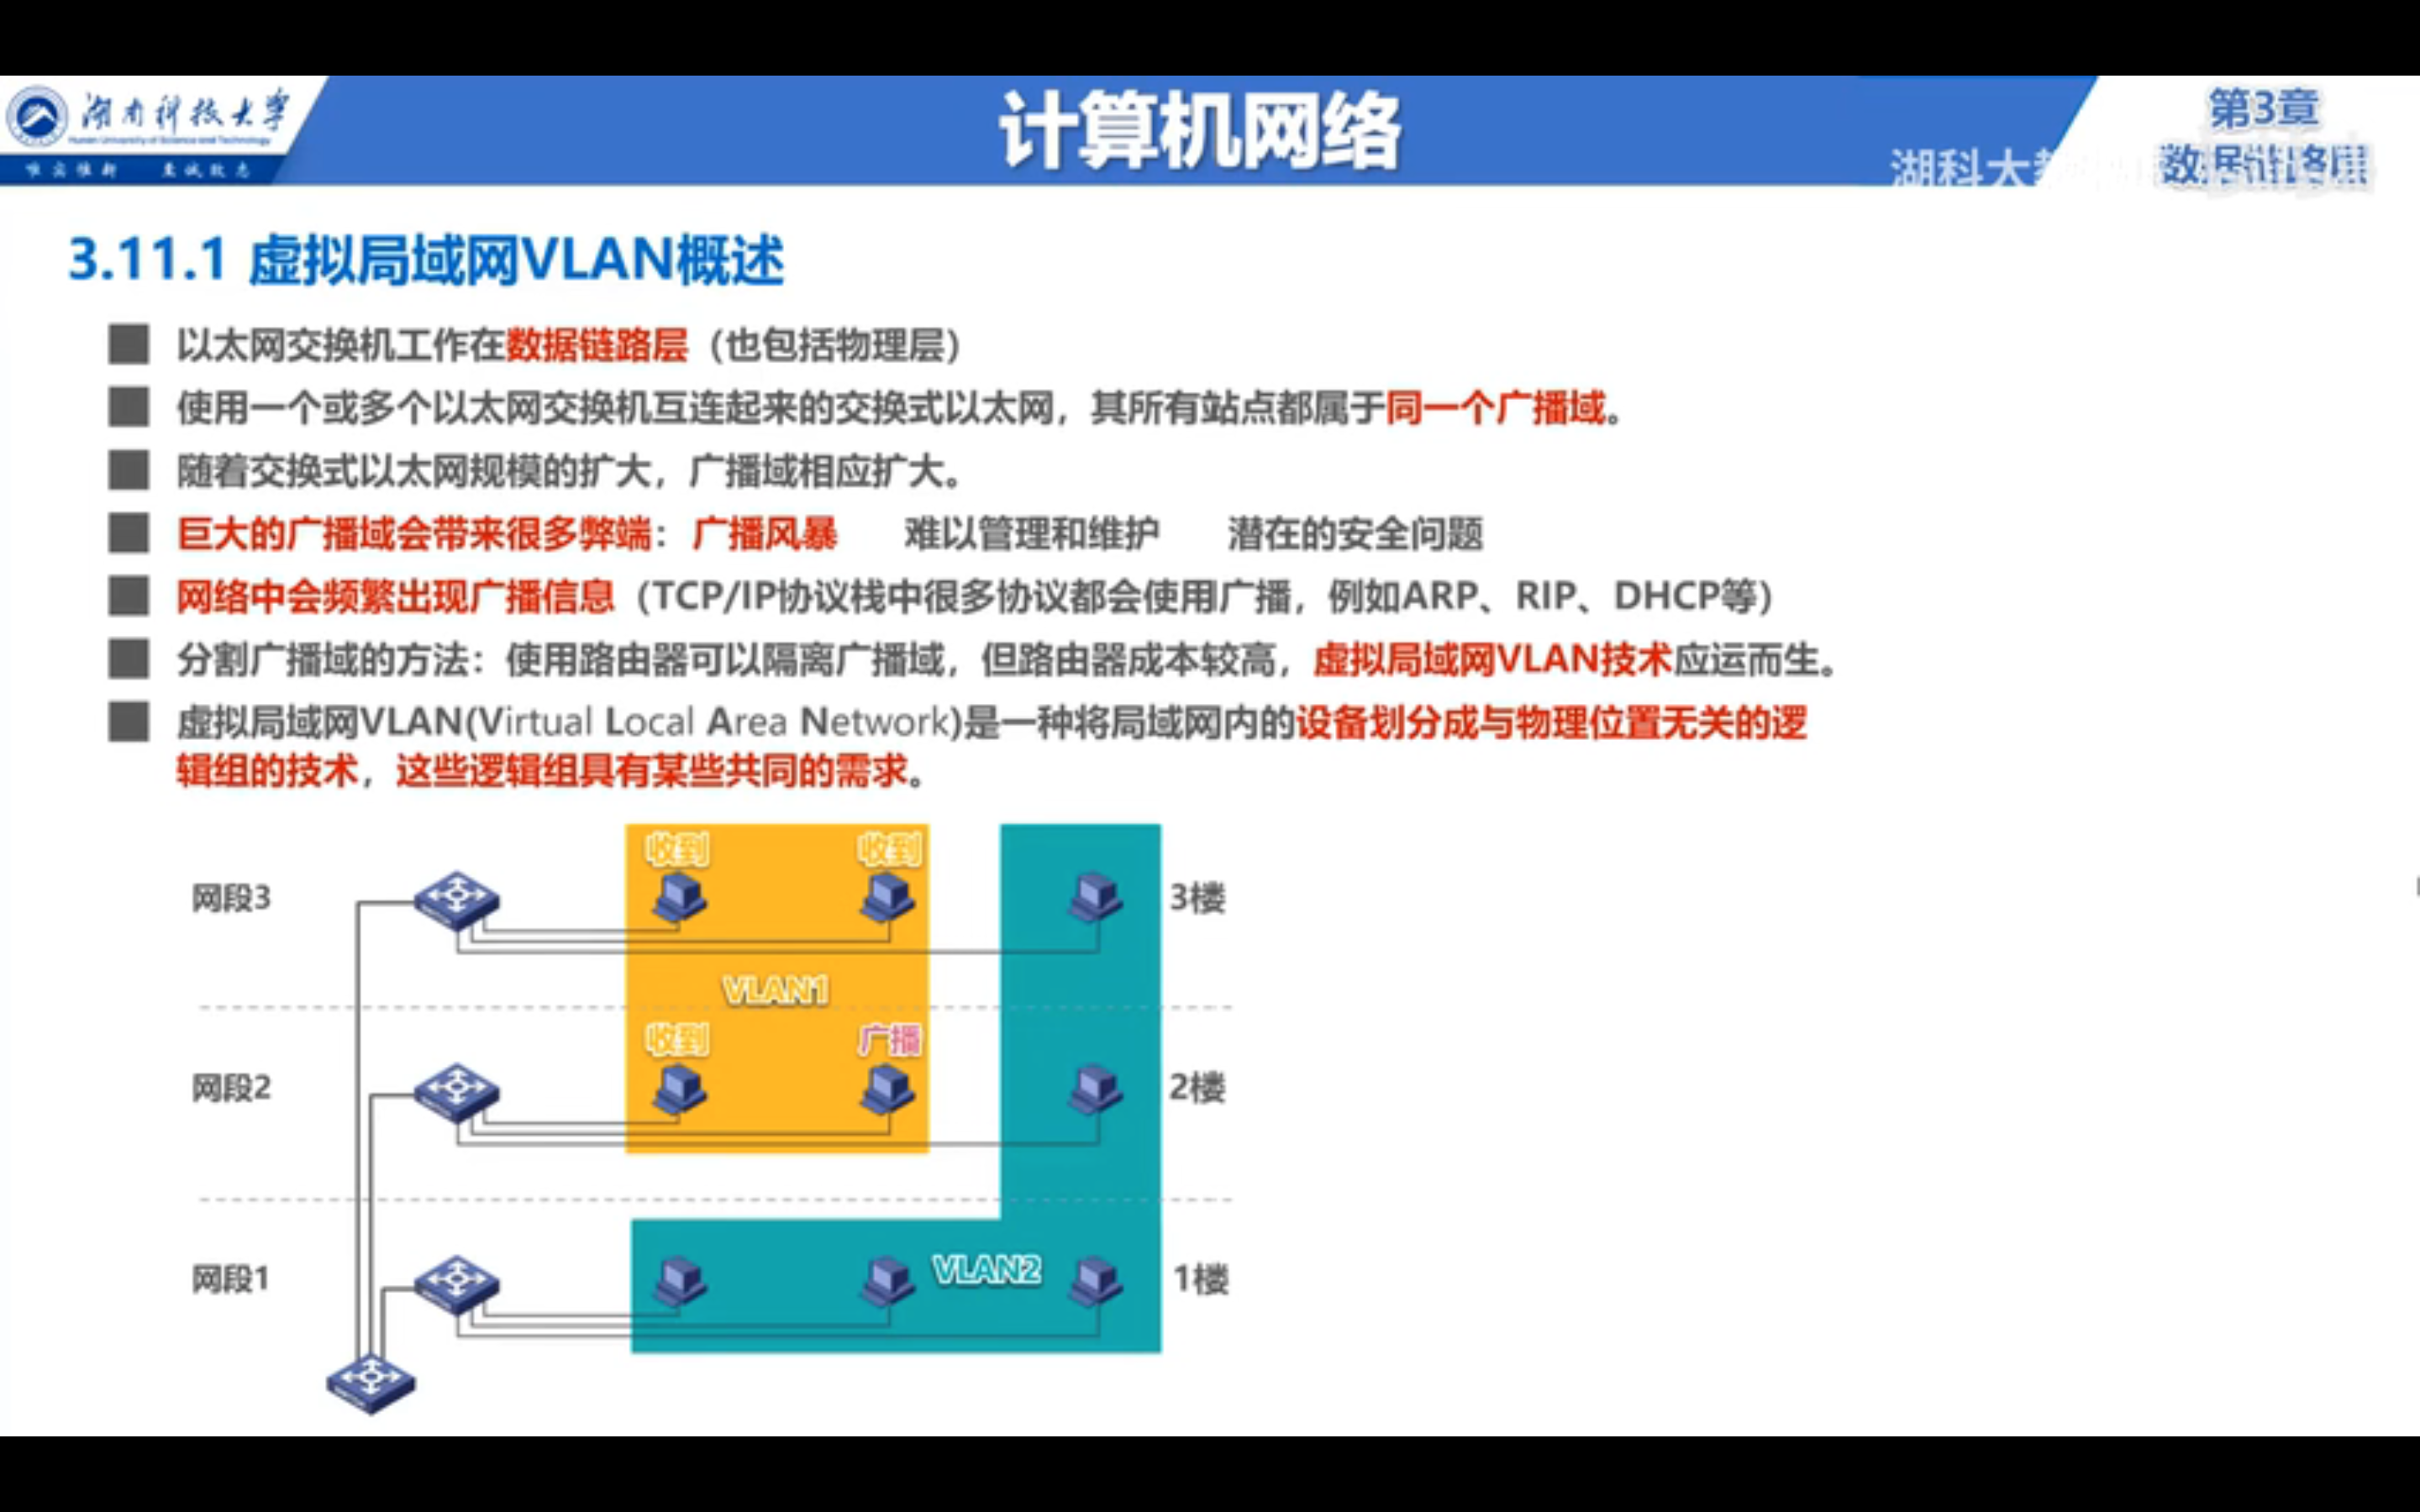 湖南科技大学
Hunan University of Science and Technology
唯实惟新 至诚致志
计算机网络
第3章
数据链路层
湖科大教
3.11.1 虚拟局域网VLAN概述
以太网交换机工作在数据链路层（也包括物理层）
使用一个或多个以太网交换机互连起来的交换式以太网，其所有站点都属于同一个广播域。
随着交换式以太网规模的扩大，广播域相应扩大。
巨大的广播域会带来很多弊端：广播风暴 难以管理和维护 潜在的安全问题
网络中会频繁出现广播信息（TCP/IP协议栈中很多协议都会使用广播，例如ARP、RIP、DHCP等）
分割广播域的方法：使用路由器可以隔离广播域，但路由器成本较高，虚拟局域网VLAN技术应运而生。
虚拟局域网VLAN(Virtual Local Area Network)是一种将局域网内的设备划分成与物理位置无关的逻
辑组的技术，这些逻辑组具有某些共同的需求。
收到 收到
网段3 3楼
VLAN1
收到 广播
网段2 2楼
网段1 VLAN2 1楼